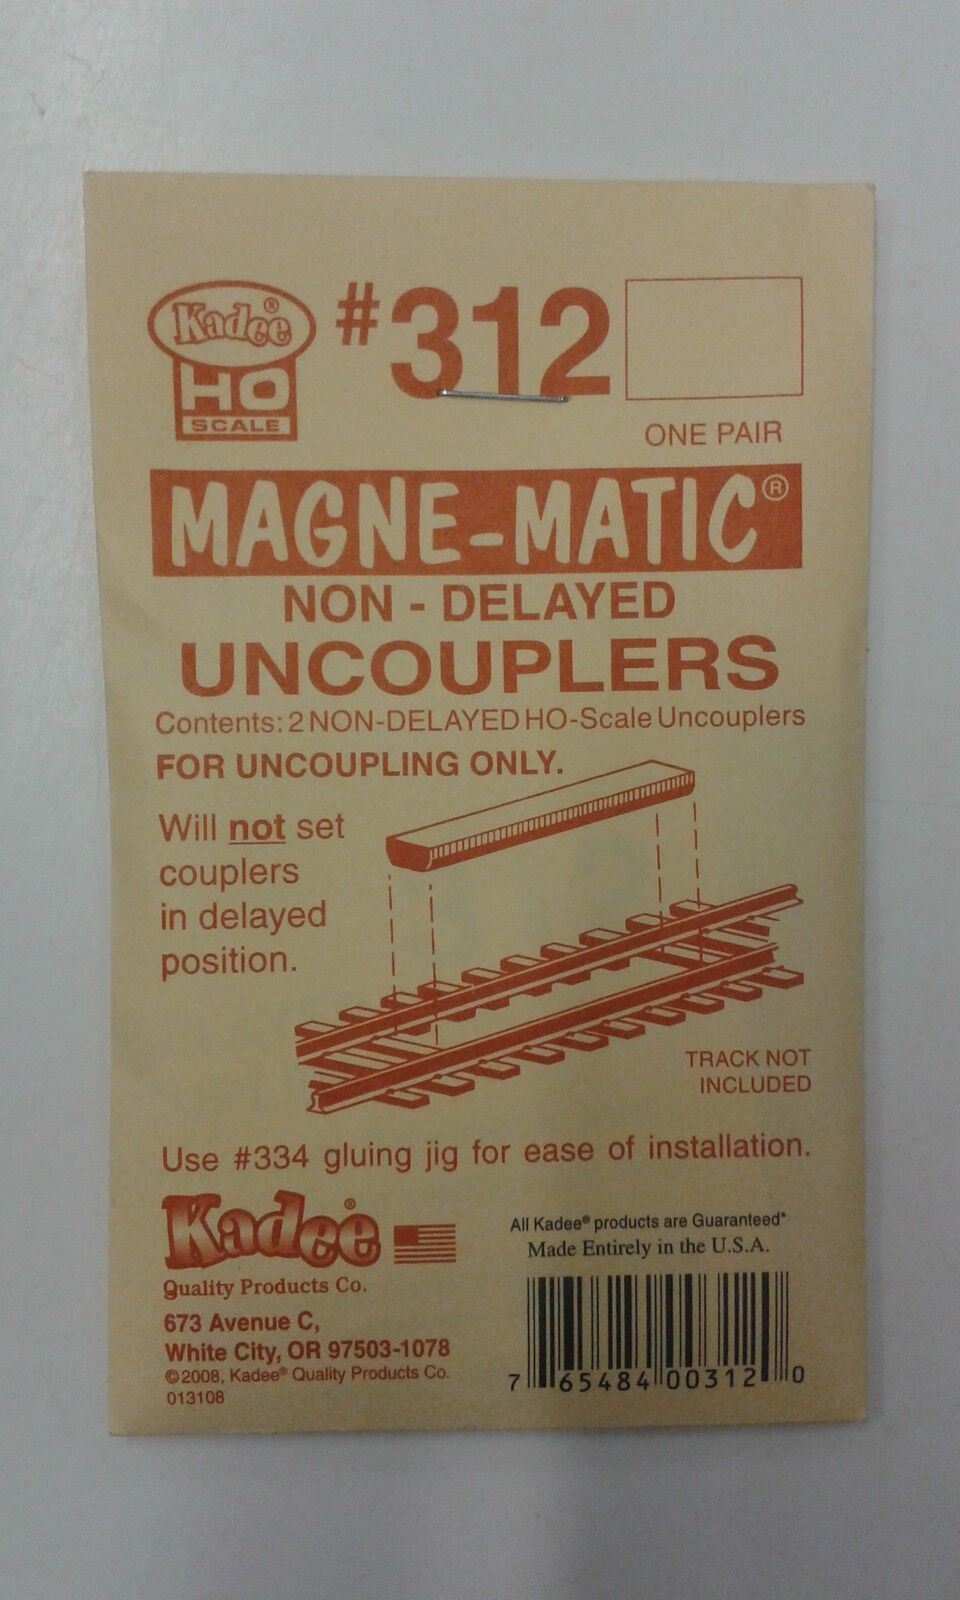 Kadee®
HO
SCALE
#312
ONE PAIR
MAGNE-MATIC®
NON - DELAYED
UNCOUPLERS
Contents: 2 NON-DELAYED HO-Scale Uncouplers
FOR UNCOUPLING ONLY.
Will not set
couplers
in delayed
position.
TRACK NOT
INCLUDED
Use #334 gluing jig for ease of installation.
Kadee®
Quality Products Co.
673 Avenue C,
White City, OR 97503-1078
©2008, Kadee® Quality Products Co.
013108
All Kadee® products are Guaranteed*
Made Entirely in the U.S.A.
7 65484 00312 0